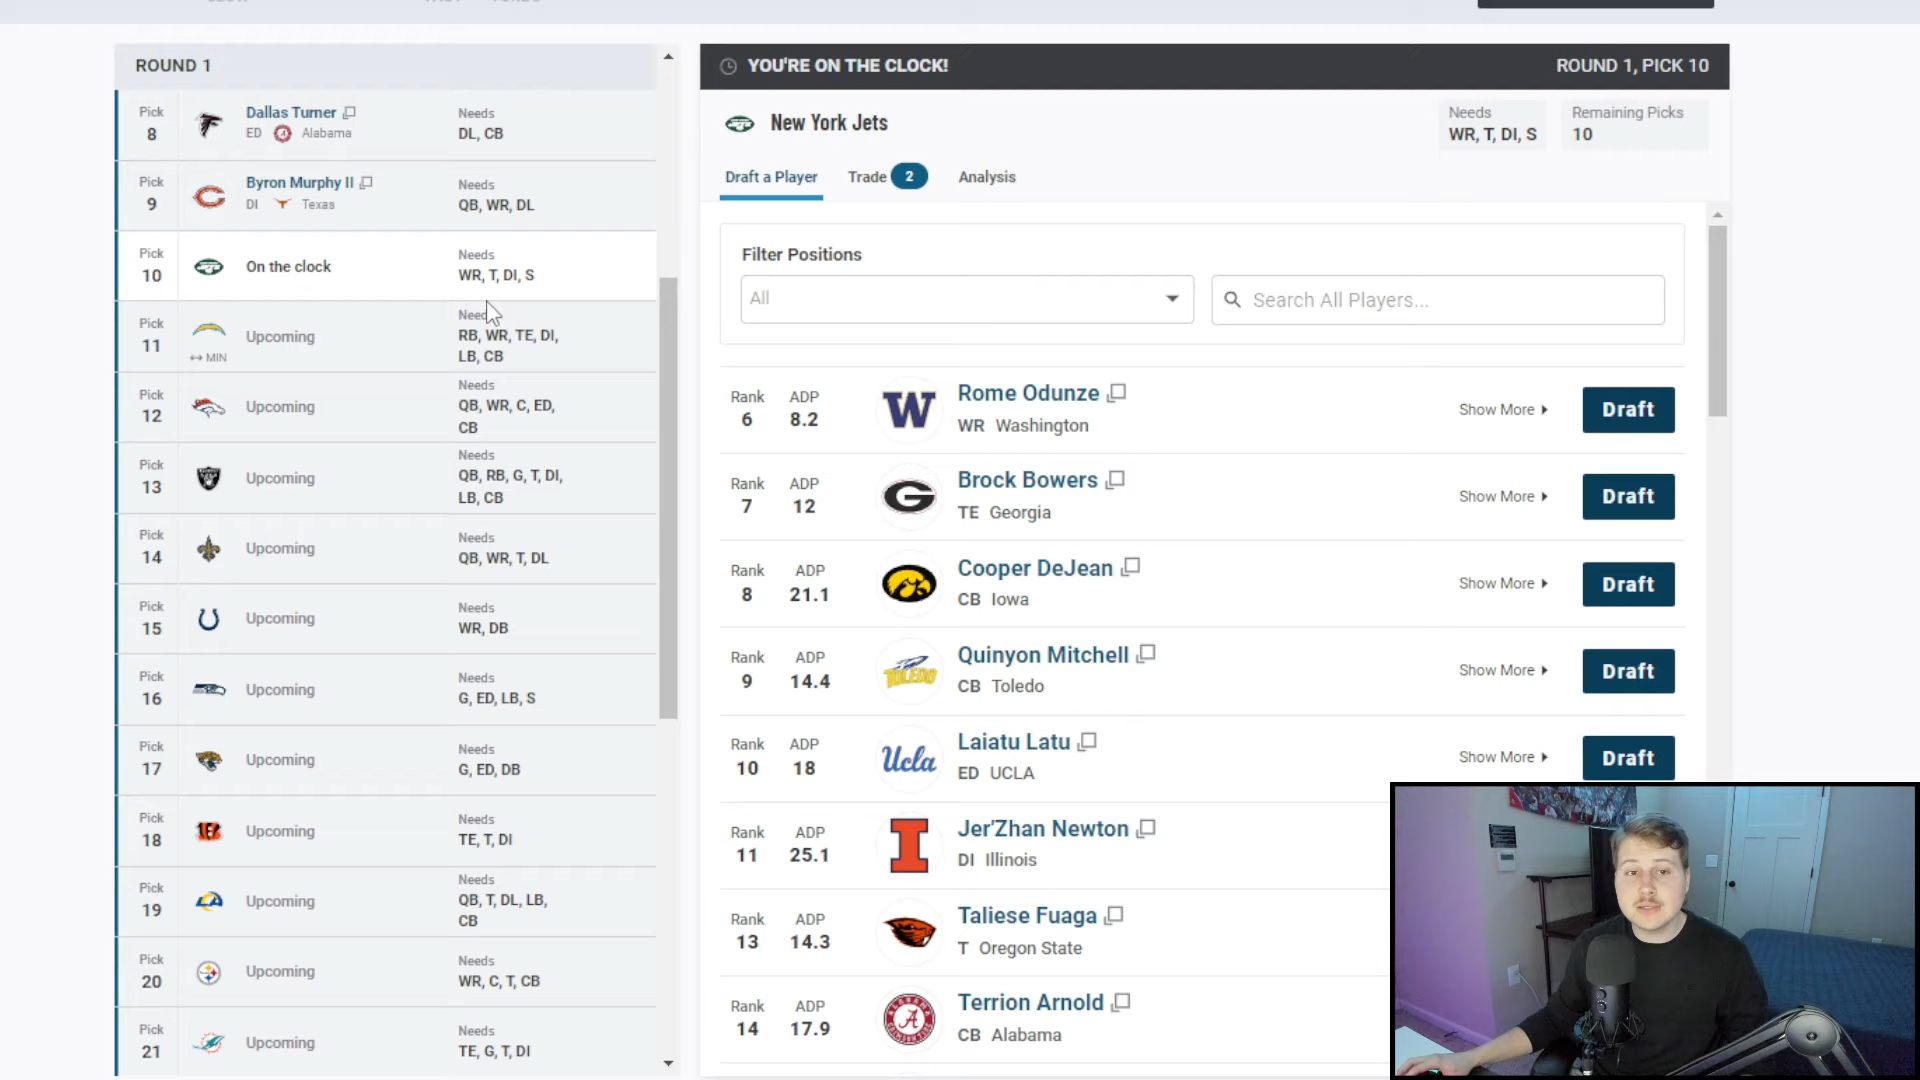 ROUND 1
Pick
8
Dallas Turner
ED Alabama
Needs
DL, CB
Pick
9
Byron Murphy II
DI Texas
Needs
QB, WR, DL
Pick
10
On the clock
Needs
WR, T, DI, S
Pick
11
MIN
Upcoming
RB, WR, TE, DI,
LB, CB
Pick
12
Upcoming
Needs
QB, WR, C, ED,
CB
Pick
13
Upcoming
Needs
QB, RB, G, T, DI,
LB, CB
Pick
14
Upcoming
Needs
QB, WR, T, DL
Pick
15
Upcoming
Needs
WR, DB
Pick
16
Upcoming
Needs
G, ED, LB, S
Pick
17
Upcoming
Needs
G, ED, DB
Pick
18
Upcoming
Needs
TE, T, DI
Pick
19
Upcoming
Needs
QB, T, DL, LB,
CB
Pick
20
Upcoming
Needs
WR, C, T, CB
Pick
21
Upcoming
Needs
TE, G, T, DI
YOU'RE ON THE CLOCK!
ROUND 1, PICK 10
New York Jets
Needs
WR, T, DI, S
Remaining Picks
10
Draft a Player Trade 2 Analysis
Filter Positions
All
Search All Players...
Rank ADP
6 8.2
W
Rome Odunze
WR Washington
Show More
Draft
Rank ADP
7 12
G
Brock Bowers
TE Georgia
Show More
Draft
Rank ADP
8 21.1
Cooper DeJean
CB Iowa
Show More
Draft
Rank ADP
9 14.4
TOLEDO
Quinyon Mitchell
CB Toledo
Show More
Draft
Rank ADP
10 18
Ucla
Laiatu Latu
ED UCLA
Show More
Draft
Rank ADP
11 25.1
I
Jer'Zhan Newton
DI Illinois
Rank ADP
13 14.3
Taliese Fuaga
T Oregon State
Rank ADP
14 17.9
Terrion Arnold
CB Alabama